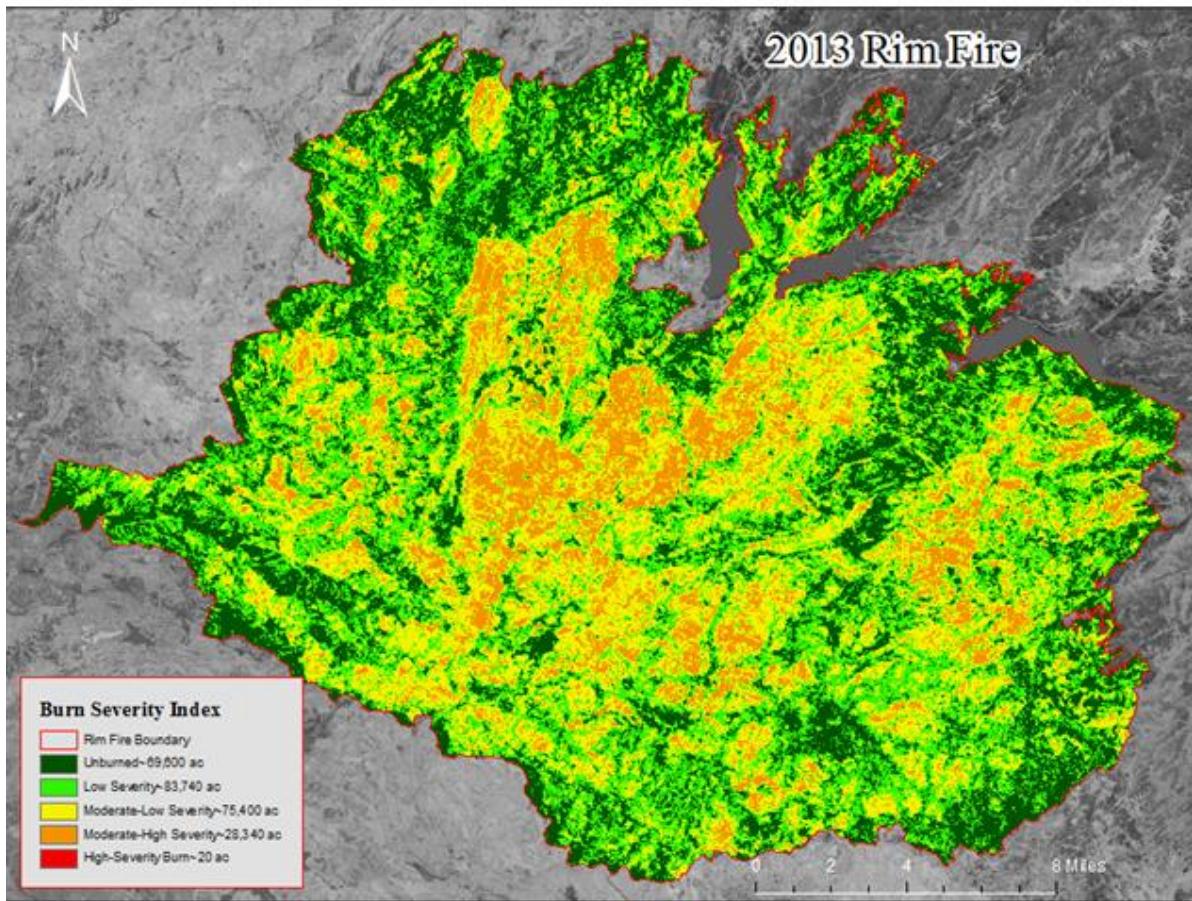 2013 Rim Fire
N
Burn Severity Index
Rim Fire Boundary
Unburned~69,600 ac
Low Severity~83,740 ac
Moderate-Low Severity~75,400 ac
Moderate-High Severity~28,340 ac
High-Severity Burn~20 ac
0 2 4 8 Miles